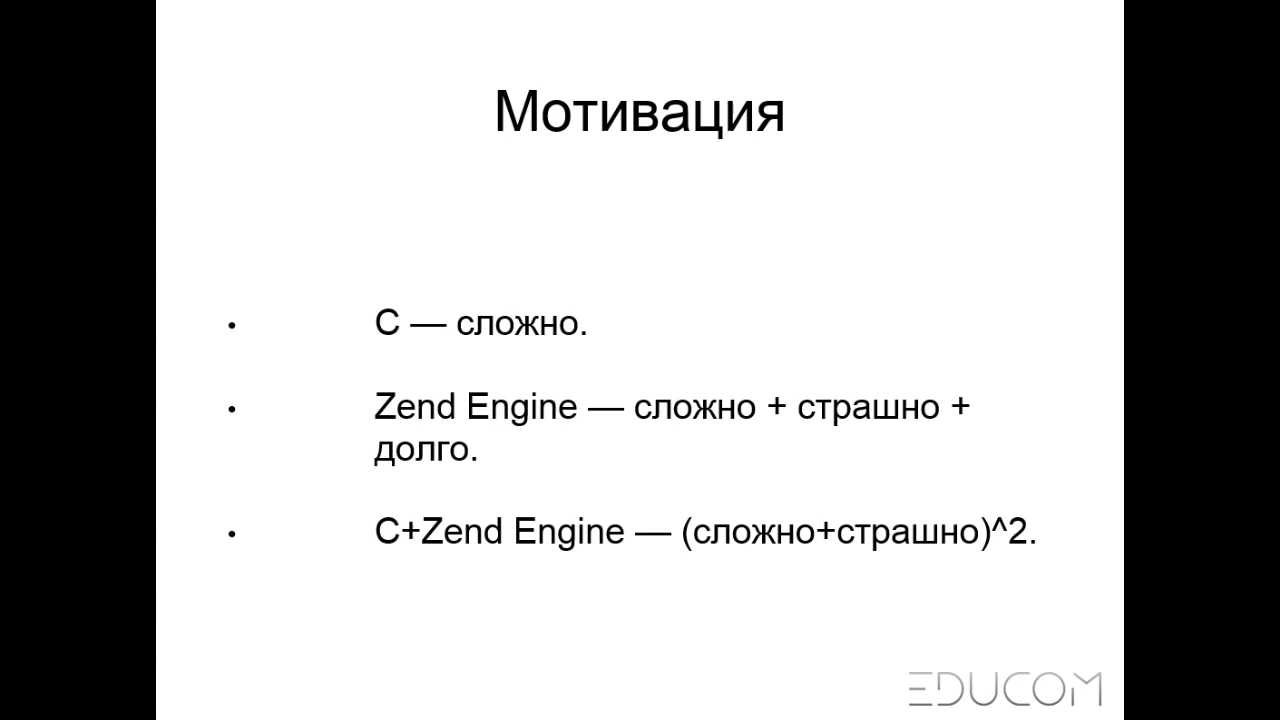 Мотивация
• C — сложно.
• Zend Engine — сложно + страшно +
долго.
• C+Zend Engine — (сложно+страшно)^2.
EDUCOM